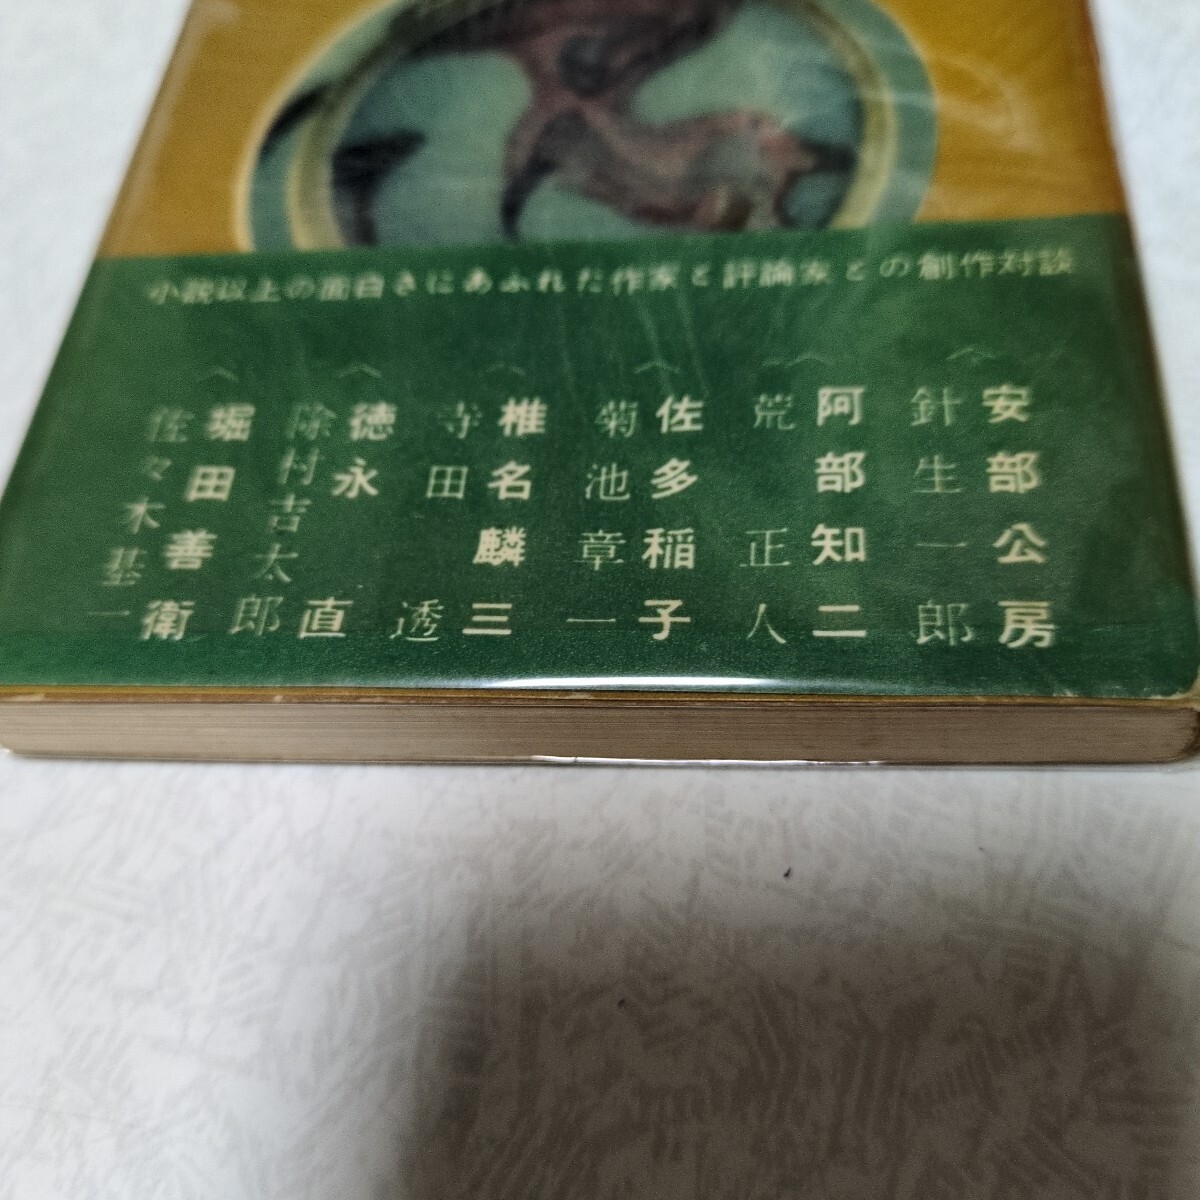 小説以上の面白さにあふれた作家と評論家との創作対談
安部公房
針生一郎
阿部知二
荒正人
佐多稲子
菊池章一
椎名麟三
寺田透
徳永直
除村吉太郎
堀田善衛
佐々木基一